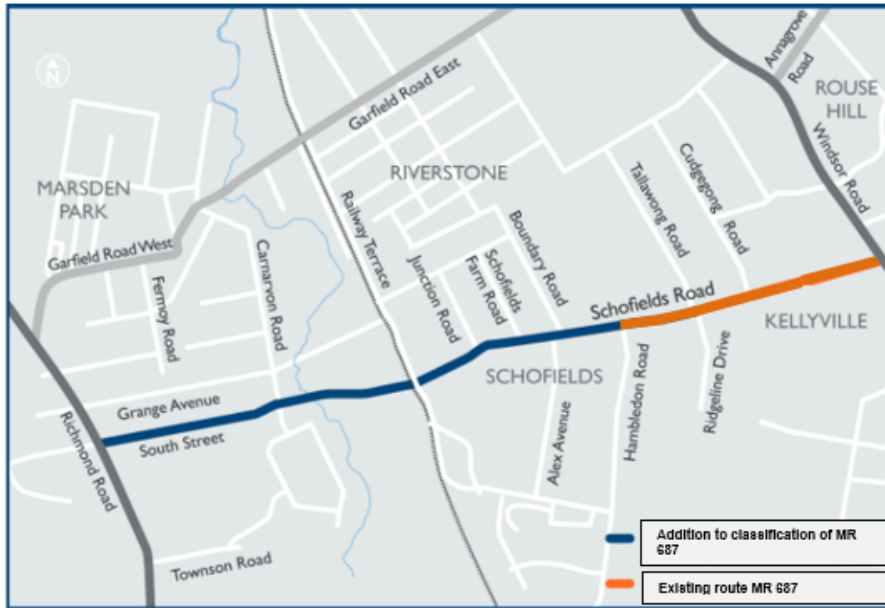 N
Annagrove
Road
ROUSE
HILL
Garfield Road East
Windsor Road
RIVERSTONE
MARSDEN
PARK
Cudgegong
Road
Tallawong Road
Railway Terrace
Boundary Road
Garfield Road West
Carnarvon Road
Junction Road
Schofields
Farm Road
Fermoy Road
Schofields Road
KELLYVILLE
SCHOFIELDS
Grange Avenue
South Street
Richmond Road
Alex Avenue
Hambledon Road
Ridgeline Drive
Townson Road
Addition to classification of MR
687
Existing route MR 687